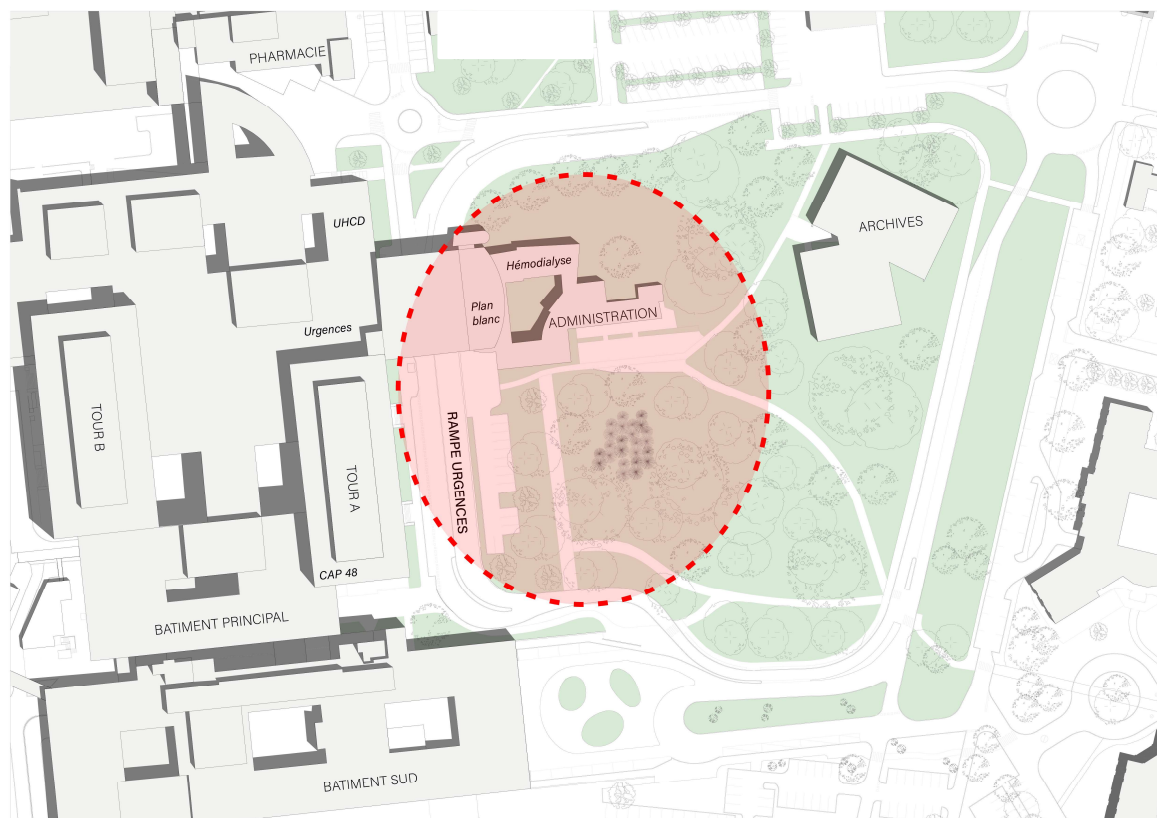 PHARMACIE
UHCD
ARCHIVES
Hémodialyse
Plan
blanc
ADMINISTRATION
Urgences
TOUR B
TOUR A
RAMPE URGENCES
CAP 48
BATIMENT PRINCIPAL
BATIMENT SUD